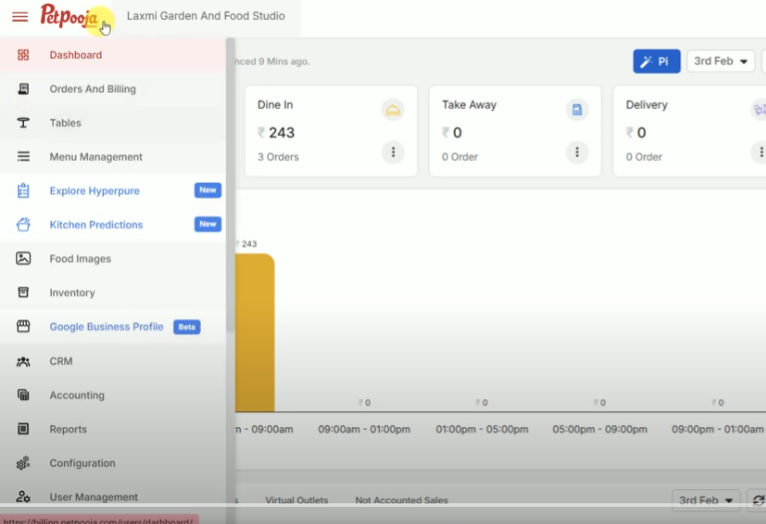 Petpooja
Laxmi Garden And Food Studio
Dashboard
nced 9 Mins ago.
Pi
3rd Feb
Orders And Billing
Dine In
Take Away
Delivery
Tables
₹ 243
₹ 0
₹ 0
Menu Management
3 Orders
0 Order
0 Order
Explore Hyperpure New
Kitchen Predictions New
₹ 243
Food Images
Inventory
Google Business Profile Beta
CRM
Accounting
₹ 0
₹ 0
₹ 0
₹ 0
Reports
m - 09:00am
09:00am - 01:00pm
01:00pm - 05:00pm
05:00pm - 09:00pm
09:00pm - 01:00am
Configuration
User Management
s
Virtual Outlets
Not Accounted Sales
3rd Feb
https://billing.petpooja.com/users/dashboard/